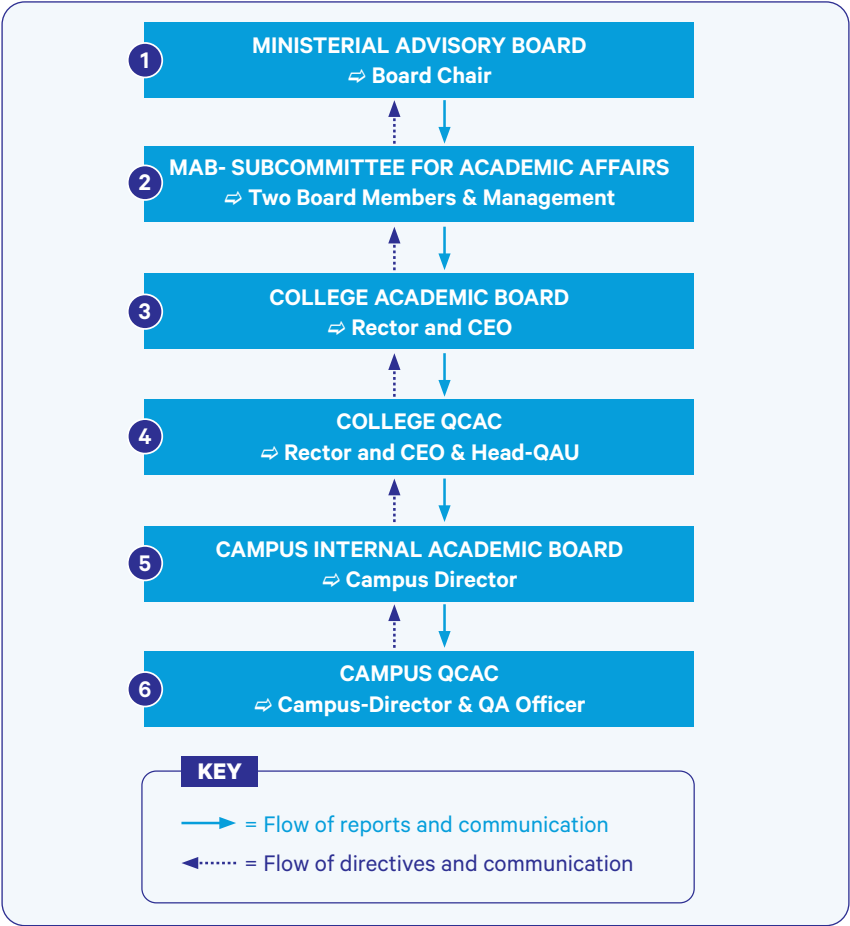 1
MINISTERIAL ADVISORY BOARD
⇨ Board Chair
2
MAB- SUBCOMMITTEE FOR ACADEMIC AFFAIRS
⇨ Two Board Members & Management
3
COLLEGE ACADEMIC BOARD
⇨ Rector and CEO
4
COLLEGE QCAC
⇨ Rector and CEO & Head-QAU
5
CAMPUS INTERNAL ACADEMIC BOARD
⇨ Campus Director
6
CAMPUS QCAC
⇨ Campus-Director & QA Officer
KEY
= Flow of reports and communication
= Flow of directives and communication